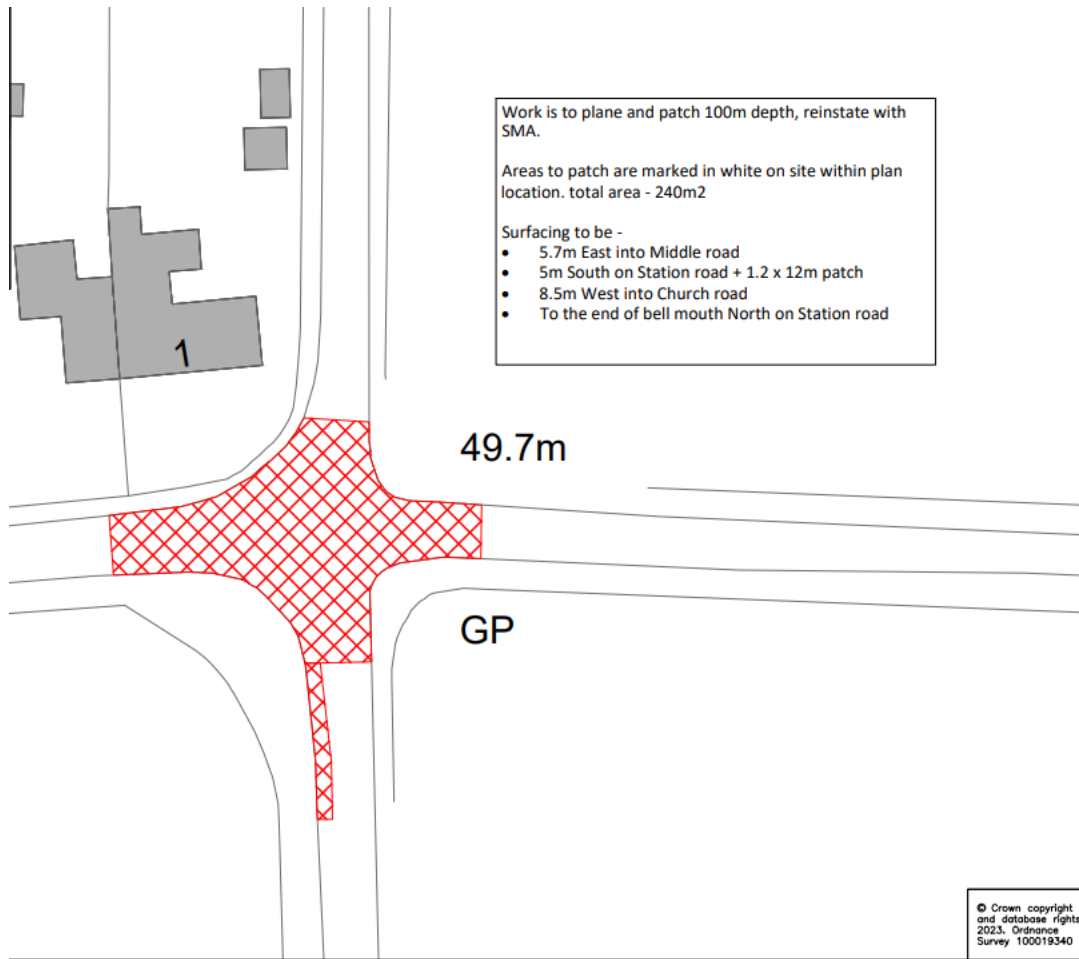 Work is to plane and patch 100m depth, reinstate with
SMA.
Areas to patch are marked in white on site within plan
location. total area - 240m2
Surfacing to be -
• 5.7m East into Middle road
• 5m South on Station road + 1.2 x 12m patch
• 8.5m West into Church road
• To the end of bell mouth North on Station road
1
49.7m
GP
© Crown copyright
and database rights
2023. Ordnance
Survey 100019340